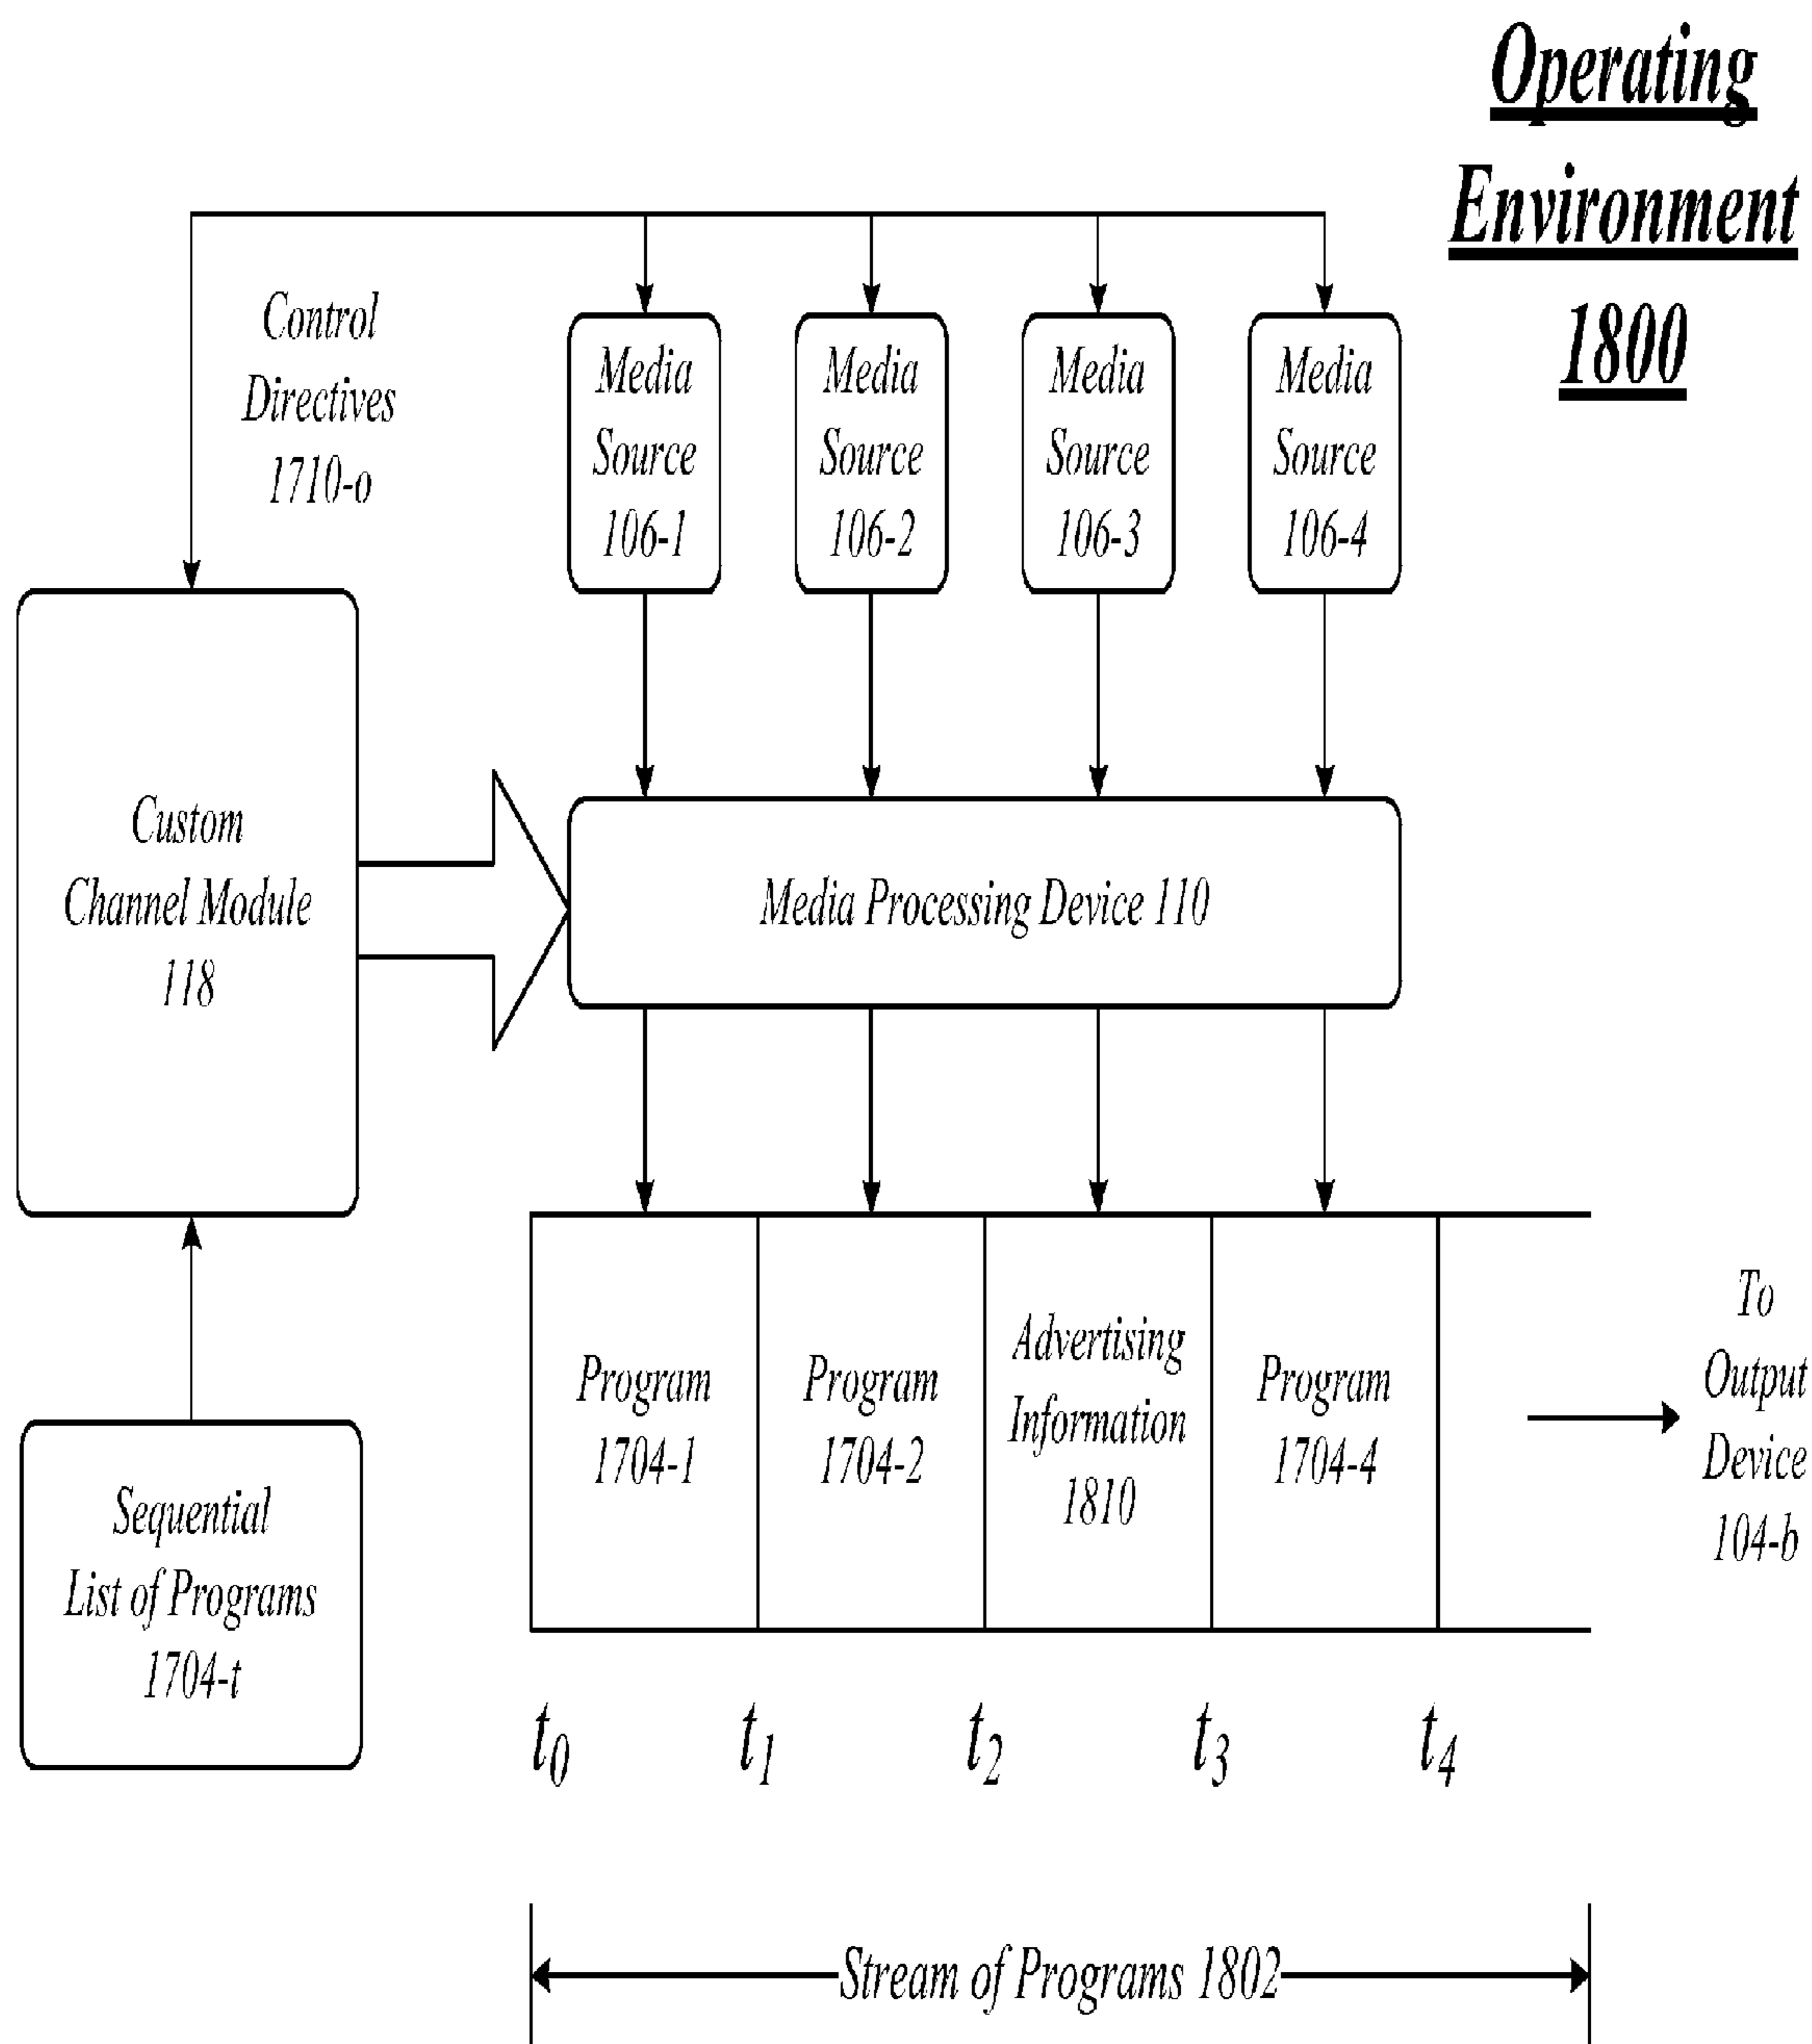 Operating
Environment
1800
Control
Directives
1710-o
Media
Source
106-1
Media
Source
106-2
Media
Source
106-3
Media
Source
106-4
Custom
Channel Module
118
Media Processing Device 110
Sequential
List of Programs
1704-t
Program
1704-1
Program
1704-2
Advertising
Information
1810
Program
1704-4
To
Output
Device
104-b
t0
t1
t2
t3
t4
Stream of Programs 1802